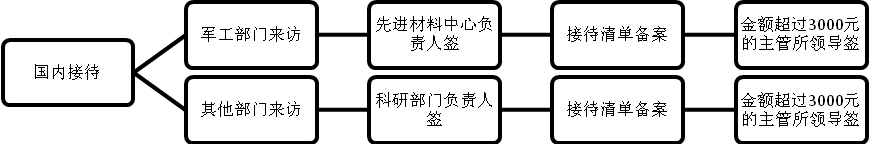 国内接待
军工部门来访
先进材料中心负
责人签
接待清单备案
金额超过3000元
的主管所领导签
其他部门来访
科研部门负责人
签
接待清单备案
金额超过3000元
的主管所领导签